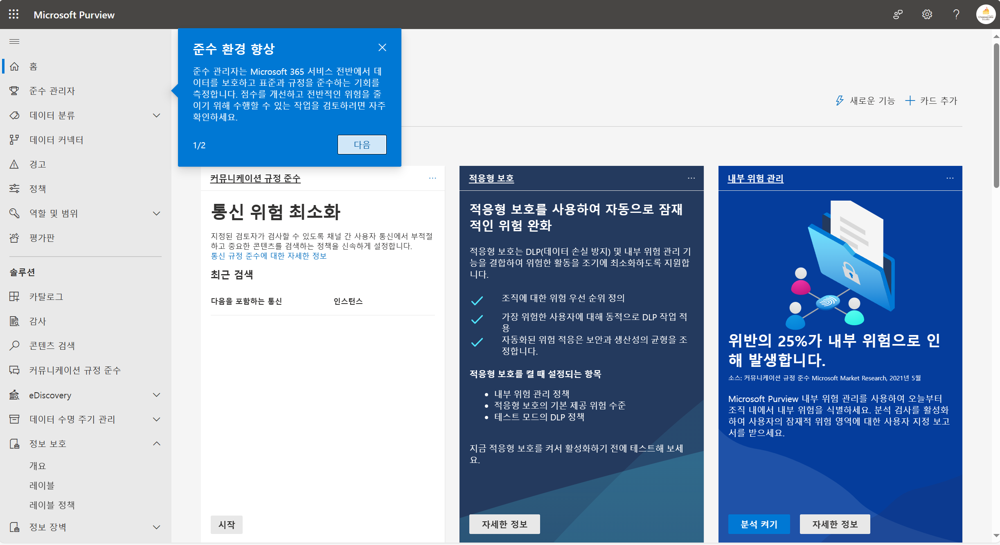 Microsoft Purview
Cheesecake
Studio
홈
준수 관리자
데이터 분류
데이터 커넥터
경고
정책
역할 및 범위
평가판
솔루션
카탈로그
감사
콘텐츠 검색
커뮤니케이션 규정 준수
eDiscovery
데이터 수명 주기 관리
정보 보호
개요
레이블
레이블 정책
정보 장벽
준수 환경 향상
준수 관리자는 Microsoft 365 서비스 전반에서 데
이터를 보호하고 표준과 규정을 준수하는 기회를
측정합니다. 점수를 개선하고 전반적인 위험을 줄
이기 위해 수행할 수 있는 작업을 검토하려면 자주
확인하세요.
1/2
다음
새로운 기능
카드 추가
커뮤니케이션 규정 준수
통신 위험 최소화
지정된 검토자가 검사할 수 있도록 채널 간 사용자 통신에서 부적절
하고 중요한 콘텐츠를 검색하는 정책을 신속하게 설정합니다.
통신 규정 준수에 대한 자세한 정보
최근 검색
다음을 포함하는 통신 인스턴스
시작
적응형 보호
적응형 보호를 사용하여 자동으로 잠재
적인 위험 완화
적응형 보호는 DLP(데이터 손실 방지) 및 내부 위험 관리 기
능을 결합하여 위험한 활동을 조기에 최소화하도록 지원합
니다.
조직에 대한 위험 우선 순위 정의
가장 위험한 사용자에 대해 동적으로 DLP 작업 적
용
자동화된 위험 적응은 보안과 생산성의 균형을 조
정합니다.
적응형 보호를 켤 때 설정되는 항목
• 내부 위험 관리 정책
• 적응형 보호의 기본 제공 위험 수준
• 테스트 모드의 DLP 정책
지금 적응형 보호를 켜서 활성화하기 전에 테스트해 보세
요.
자세한 정보
내부 위험 관리
위반의 25%가 내부 위험으로 인
해 발생합니다.
소스: 커뮤니케이션 규정 준수 Microsoft Market Research, 2021년 5월
Microsoft Purview 내부 위험 관리를 사용하여 오늘부터
조직 내에서 내부 위험을 식별하세요. 분석 검사를 활성화
하여 사용자의 잠재적 위험 영역에 대한 사용자 지정 보고
서를 받으세요.
분석 켜기
자세한 정보